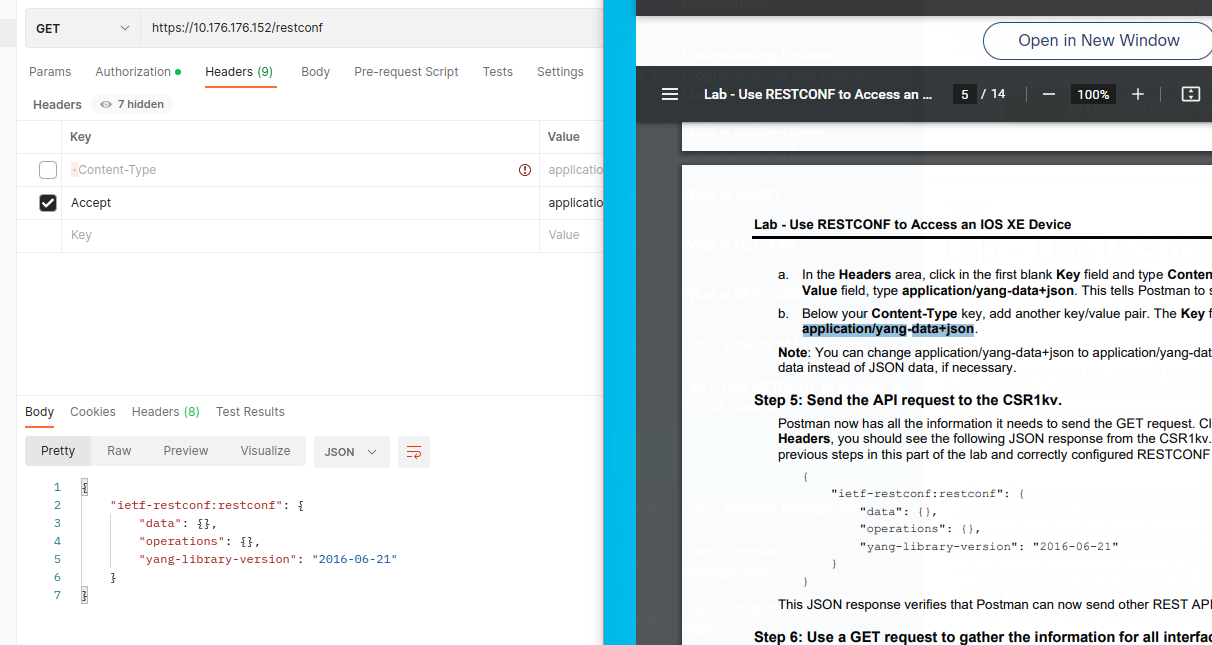 GET
https://10.176.176.152/restconf
Params
Authorization
Headers (9)
Body
Pre-request Script
Tests
Settings
Headers
7 hidden
Key
Value
Content-Type
applicatio
Accept
applicatio
Key
Value
Body
Cookies
Headers (8)
Test Results
Pretty
Raw
Preview
Visualize
JSON
1 {
2 "ietf-restconf:restconf": {
3 "data": {},
4 "operations": {},
5 "yang-library-version": "2016-06-21"
6 }
7 }
Open in New Window
Lab - Use RESTCONF to Access an ...
5 / 14
100%
Lab - Use RESTCONF to Access an IOS XE Device
a. In the Headers area, click in the first blank Key field and type Conten
Value field, type application/yang-data+json. This tells Postman to s
b. Below your Content-Type key, add another key/value pair. The Key f
application/yang-data+json.
Note: You can change application/yang-data+json to application/yang-dat
data instead of JSON data, if necessary.
Step 5: Send the API request to the CSR1kv.
Postman now has all the information it needs to send the GET request. Cl
Headers, you should see the following JSON response from the CSR1kv.
previous steps in this part of the lab and correctly configured RESTCONF
{
"ietf-restconf:restconf": {
"data": {},
"operations": {},
"yang-library-version": "2016-06-21"
}
}
This JSON response verifies that Postman can now send other REST API
Step 6: Use a GET request to gather the information for all interfac